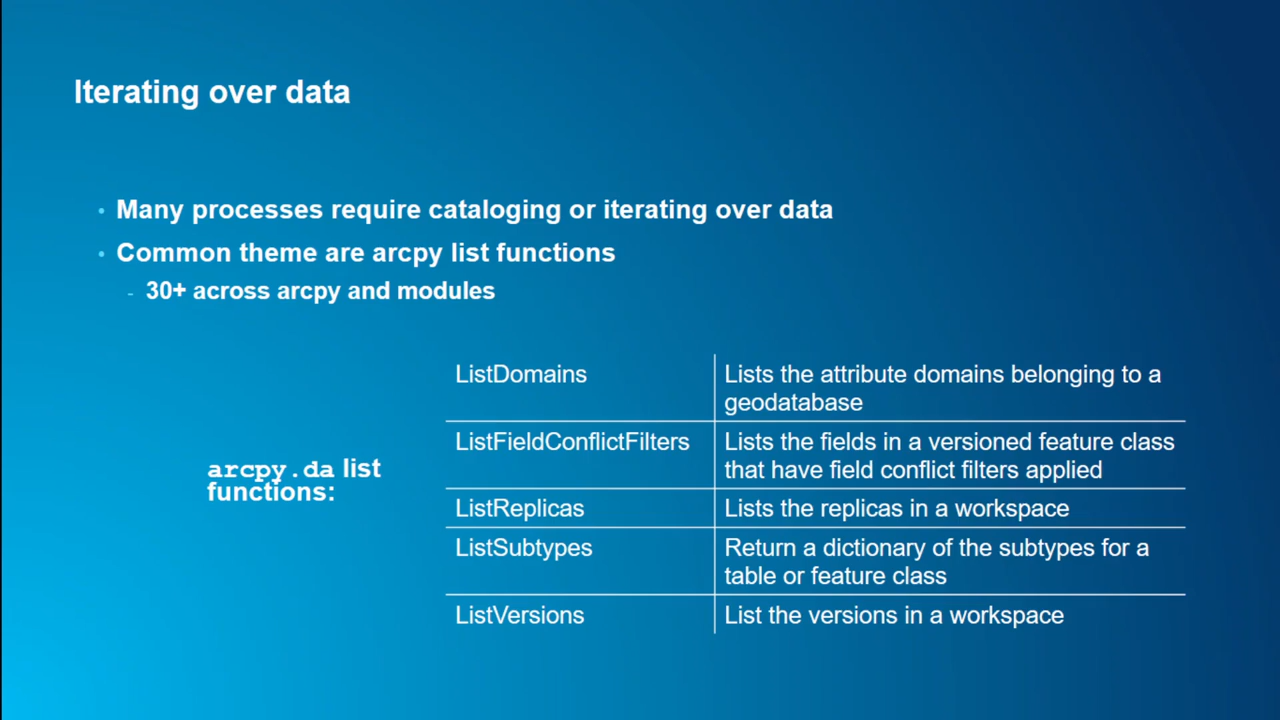 Iterating over data
• Many processes require cataloging or iterating over data
• Common theme are arcpy list functions
- 30+ across arcpy and modules
arcpy.da list
functions:
ListDomains
Lists the attribute domains belonging to a
geodatabase
ListFieldConflictFilters
Lists the fields in a versioned feature class
that have field conflict filters applied
ListReplicas
Lists the replicas in a workspace
ListSubtypes
Return a dictionary of the subtypes for a
table or feature class
ListVersions
List the versions in a workspace